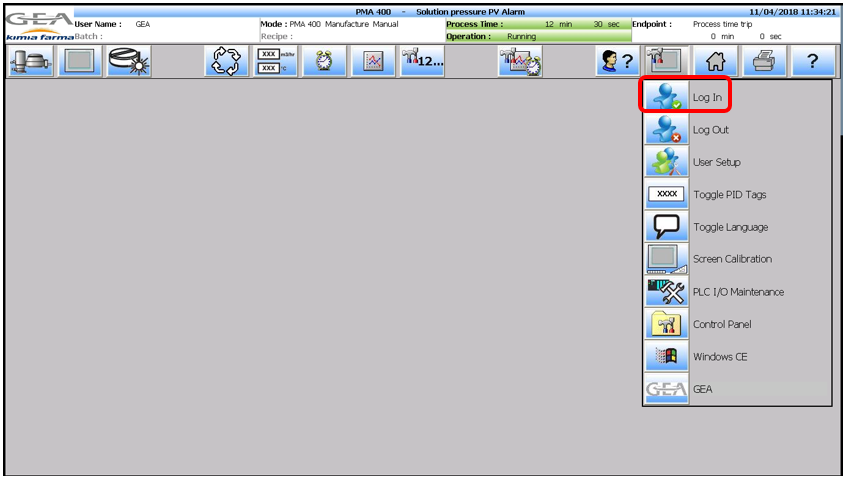 PMA 400 - Solution pressure PV Alarm 11/04/2018 11:34:21
GEA User Name : GEA Mode : PMA 400 Manufacture Manual Process Time : 12 min 30 sec Endpoint : Process time trip
kimia farma Batch : Recipe : Operation : Running 0 min 0 sec
XXX m3/hr
XXX °C
12...
?
?
Log In
Log Out
User Setup
XXXX Toggle PID Tags
Toggle Language
Screen Calibration
PLC I/O Maintenance
Control Panel
Windows CE
GEA GEA